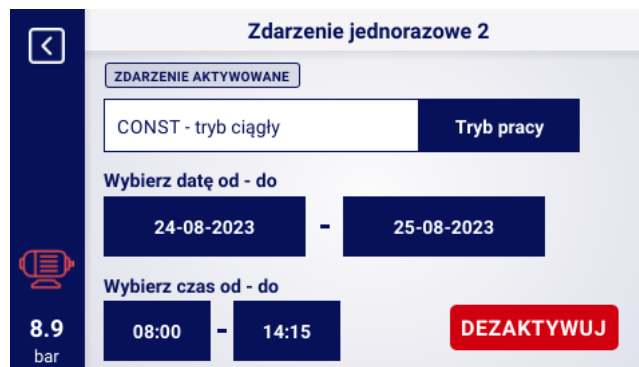 Zdarzenie jednorazowe 2
ZDARZENIE AKTYWOWANE
CONST - tryb ciągły
Tryb pracy
Wybierz datę od - do
24-08-2023 - 25-08-2023
Wybierz czas od - do
08:00 - 14:15
DEZAKTYWUJ
8.9
bar